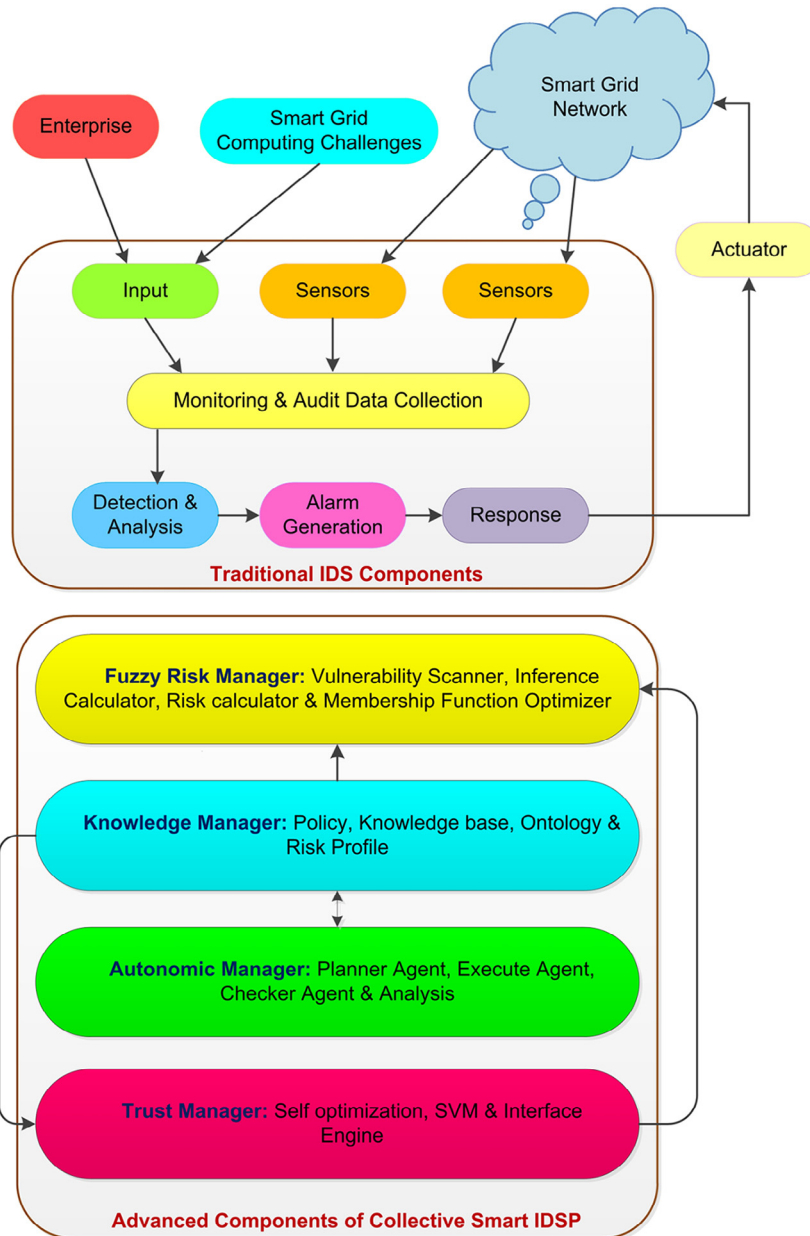 Smart Grid
Network
Enterprise
Smart Grid
Computing Challenges
Actuator
Input
Sensors
Sensors
Monitoring & Audit Data Collection
Detection &
Analysis
Alarm
Generation
Response
Traditional IDS Components
Fuzzy Risk Manager: Vulnerability Scanner, Inference
Calculator, Risk calculator & Membership Function Optimizer
Knowledge Manager: Policy, Knowledge base, Ontology &
Risk Profile
Autonomic Manager: Planner Agent, Execute Agent,
Checker Agent & Analysis
Trust Manager: Self optimization, SVM & Interface
Engine
Advanced Components of Collective Smart IDSP